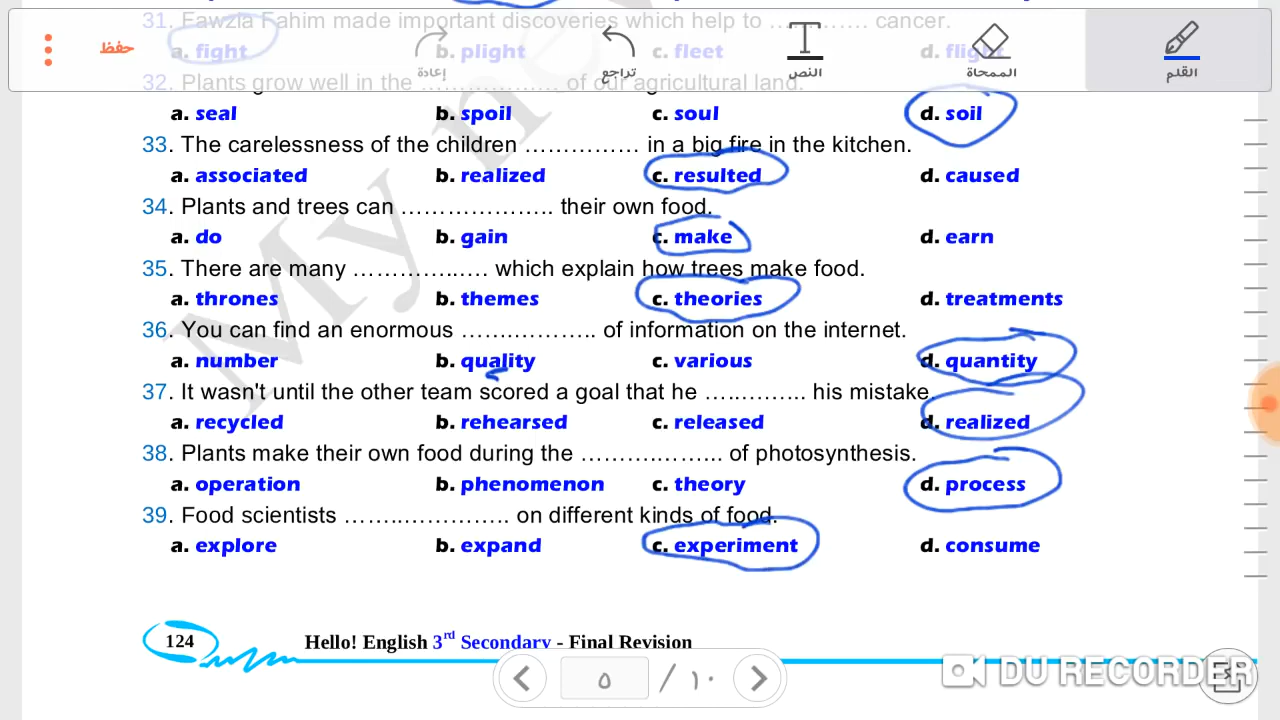 31. Fawzia Fahim made important discoveries which help to ………… cancer.
a. fight b. plight c. fleet d. flight
حفظ
إعادة
تراجع
النص
الممحاة
القلم
32. Plants grow well in the ……………… of our agricultural land.
a. seal b. spoil c. soul d. soil
33. The carelessness of the children …………… in a big fire in the kitchen.
a. associated b. realized c. resulted d. caused
34. Plants and trees can ……………….. their own food.
a. do b. gain c. make d. earn
35. There are many …………..….. which explain how trees make food.
a. thrones b. themes c. theories d. treatments
36. You can find an enormous …….……….. of information on the internet.
a. number b. quality c. various d. quantity
37. It wasn't until the other team scored a goal that he …..…….. his mistake.
a. recycled b. rehearsed c. released d. realized
38. Plants make their own food during the ……….…….. of photosynthesis.
a. operation b. phenomenon c. theory d. process
39. Food scientists ……..………….. on different kinds of food.
a. explore b. expand c. experiment d. consume
124 Hello! English 3rd Secondary - Final Revision
٥ / ١٠
DU RECORDER